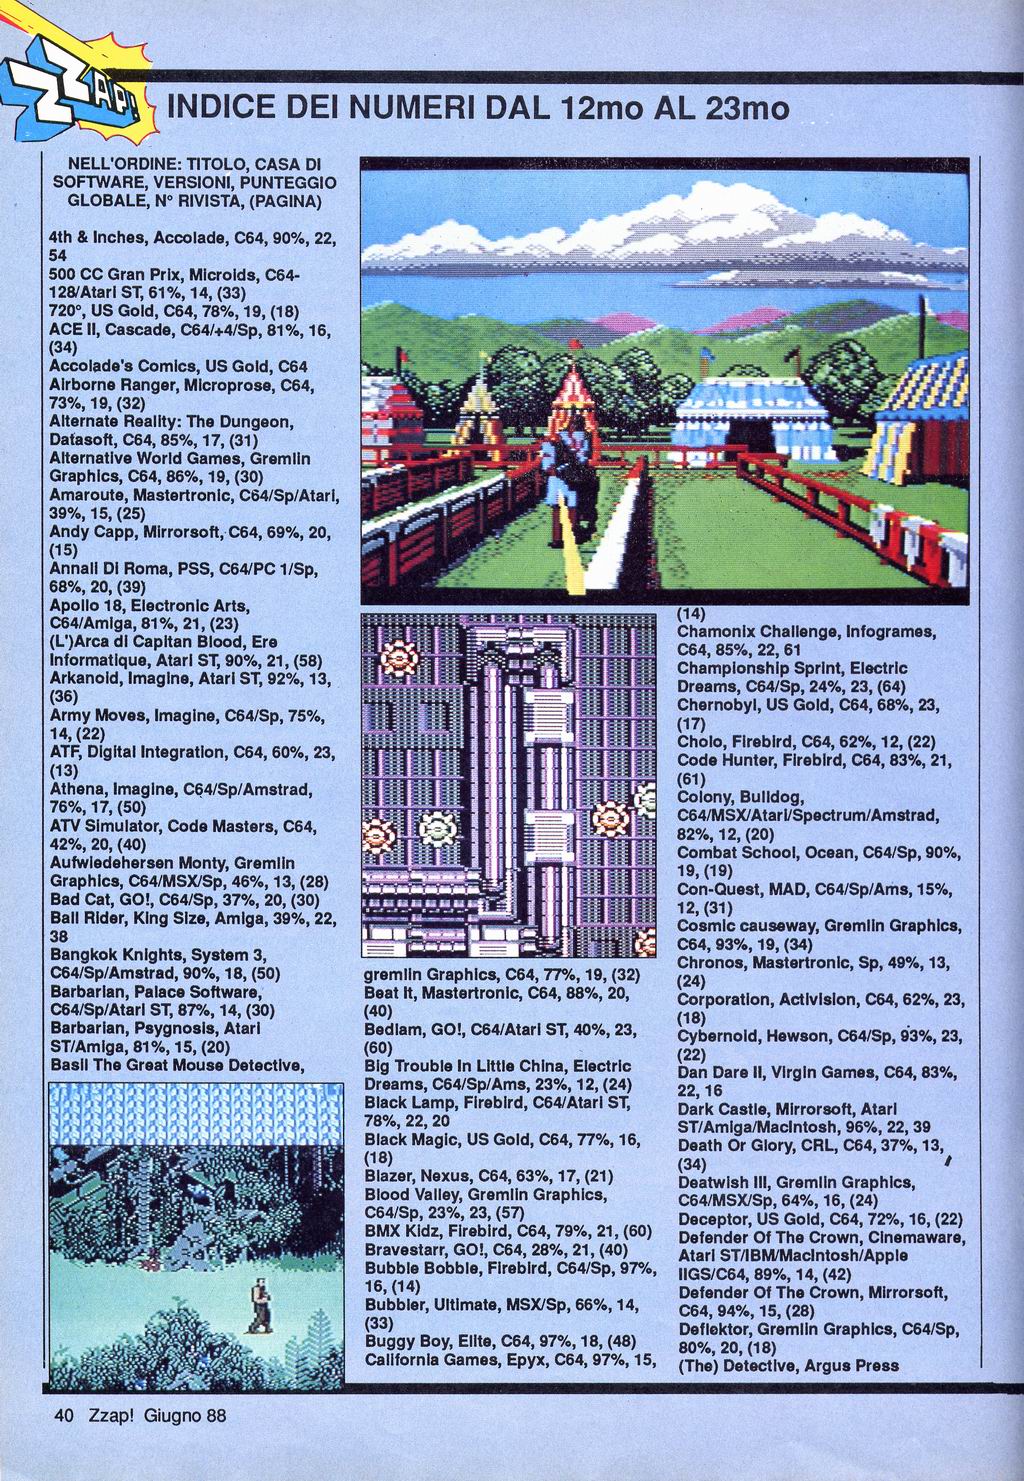 ZZAP!
INDICE DEI NUMERI DAL 12mo AL 23mo
NELL'ORDINE: TITOLO, CASA DI
SOFTWARE, VERSIONI, PUNTEGGIO
GLOBALE, N° RIVISTA, (PAGINA)
4th & Inches, Accolade, C64, 90%, 22,
54
500 CC Gran Prix, Microids, C64-
128/Atari ST, 61%, 14, (33)
720°, US Gold, C64, 78%, 19, (18)
ACE II, Cascade, C64/+4/Sp, 81%, 16,
(34)
Accolade's Comics, US Gold, C64
Airborne Ranger, Microprose, C64,
73%, 19, (32)
Alternate Reality: The Dungeon,
Datasoft, C64, 85%, 17, (31)
Alternative World Games, Gremlin
Graphics, C64, 86%, 19, (30)
Amaroute, Mastertronic, C64/Sp/Atari,
39%, 15, (25)
Andy Capp, Mirrorsoft, C64, 69%, 20,
(15)
Annali Di Roma, PSS, C64/PC 1/Sp,
68%, 20, (39)
Apollo 18, Electronic Arts,
C64/Amiga, 81%, 21, (23)
(L')Arca di Capitan Blood, Ere
Informatique, Atari ST, 90%, 21, (58)
Arkanoid, Imagine, Atari ST, 92%, 13,
(36)
Army Moves, Imagine, C64/Sp, 75%,
14, (22)
ATF, Digital Integration, C64, 60%, 23,
(13)
Athena, Imagine, C64/Sp/Amstrad,
76%, 17, (50)
ATV Simulator, Code Masters, C64,
42%, 20, (40)
Aufwiedehersen Monty, Gremlin
Graphics, C64/MSX/Sp, 46%, 13, (28)
Bad Cat, GO!, C64/Sp, 37%, 20, (30)
Ball Rider, King Size, Amiga, 39%, 22,
38
Bangkok Knights, System 3,
C64/Sp/Amstrad, 90%, 18, (50)
Barbarian, Palace Software,
C64/Sp/Atari ST, 87%, 14, (30)
Barbarian, Psygnosis, Atari
ST/Amiga, 81%, 15, (20)
Basil The Great Mouse Detective,
gremlin Graphics, C64, 77%, 19, (32)
Beat It, Mastertronic, C64, 88%, 20,
(40)
Bedlam, GO!, C64/Atari ST, 40%, 23,
(60)
Big Trouble In Little China, Electric
Dreams, C64/Sp/Ams, 23%, 12, (24)
Black Lamp, Firebird, C64/Atari ST,
78%, 22, 20
Black Magic, US Gold, C64, 77%, 16,
(18)
Blazer, Nexus, C64, 63%, 17, (21)
Blood Valley, Gremlin Graphics,
C64/Sp, 23%, 23, (57)
BMX Kidz, Firebird, C64, 79%, 21, (60)
Bravestarr, GO!, C64, 28%, 21, (40)
Bubble Bobble, Firebird, C64/Sp, 97%,
16, (14)
Bubbler, Ultimate, MSX/Sp, 66%, 14,
(33)
Buggy Boy, Elite, C64, 97%, 18, (48)
California Games, Epyx, C64, 97%, 15,
(14)
Chamonix Challenge, Infogrames,
C64, 85%, 22, 61
Championship Sprint, Electric
Dreams, C64/Sp, 24%, 23, (64)
Chernobyl, US Gold, C64, 68%, 23,
(17)
Cholo, Firebird, C64, 62%, 12, (22)
Code Hunter, Firebird, C64, 83%, 21,
(61)
Colony, Bulldog,
C64/MSX/Atari/Spectrum/Amstrad,
82%, 12, (20)
Combat School, Ocean, C64/Sp, 90%,
19, (19)
Con-Quest, MAD, C64/Sp/Ams, 15%,
12, (31)
Cosmic causeway, Gremlin Graphics,
C64, 93%, 19, (34)
Chronos, Mastertronic, Sp, 49%, 13,
(24)
Corporation, Activision, C64, 62%, 23,
(18)
Cybernoid, Hewson, C64/Sp, 93%, 23,
(22)
Dan Dare II, Virgin Games, C64, 83%,
22, 16
Dark Castle, Mirrorsoft, Atari
ST/Amiga/Macintosh, 96%, 22, 39
Death Or Glory, CRL, C64, 37%, 13,
(34)
Deatwish III, Gremlin Graphics,
C64/MSX/Sp, 64%, 16, (24)
Deceptor, US Gold, C64, 72%, 16, (22)
Defender Of The Crown, Cinemaware,
Atari ST/IBM/Macintosh/Apple
IIGS/C64, 89%, 14, (42)
Defender Of The Crown, Mirrorsoft,
C64, 94%, 15, (28)
Deflektor, Gremlin Graphics, C64/Sp,
80%, 20, (18)
(The) Detective, Argus Press
40 Zzap! Giugno 88